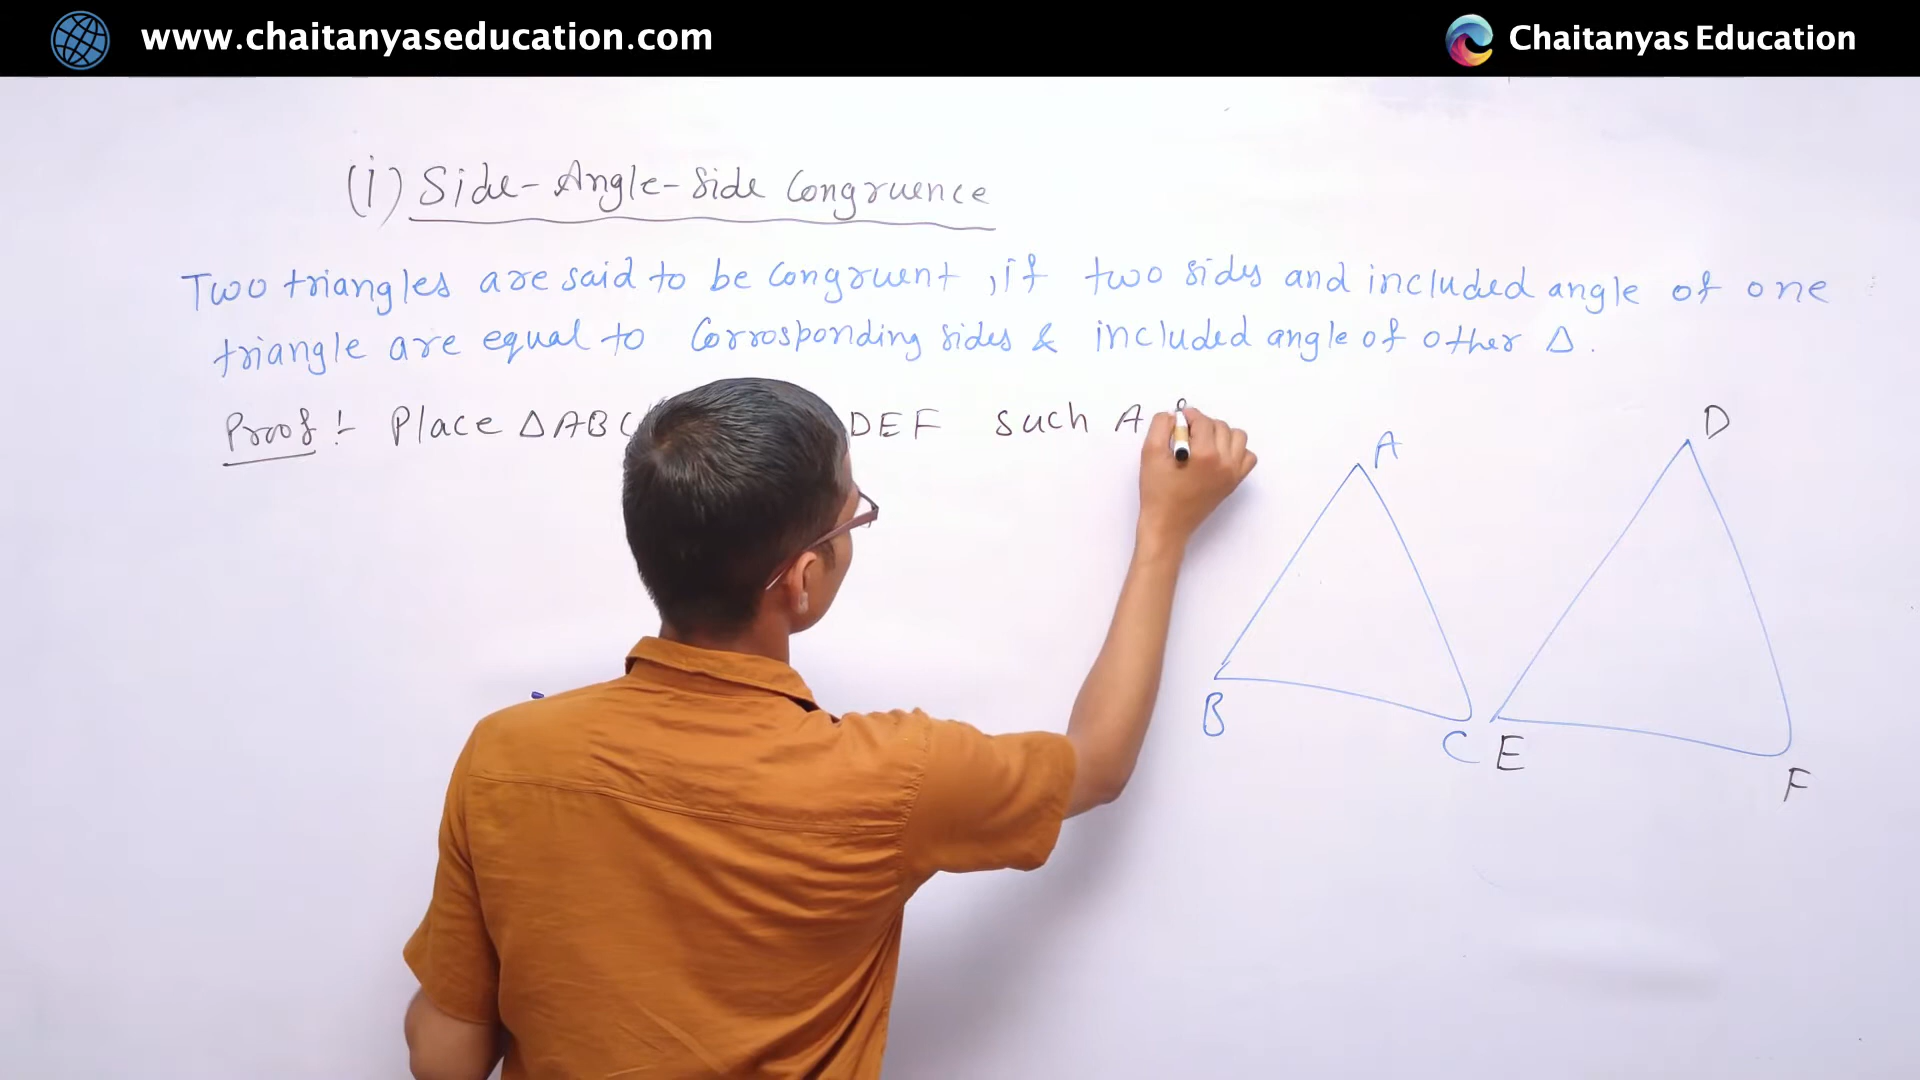 www.chaitanyaseducation.com
Chaitanyas Education
(i) Side-Angle-Side Congruence
Two triangles are said to be congruent, if two sides and included angle of one
triangle are equal to Corrosponding sides & included angle of other Δ.
Proof :- Place ΔABC DEF such A
A
D
B
C
E
F